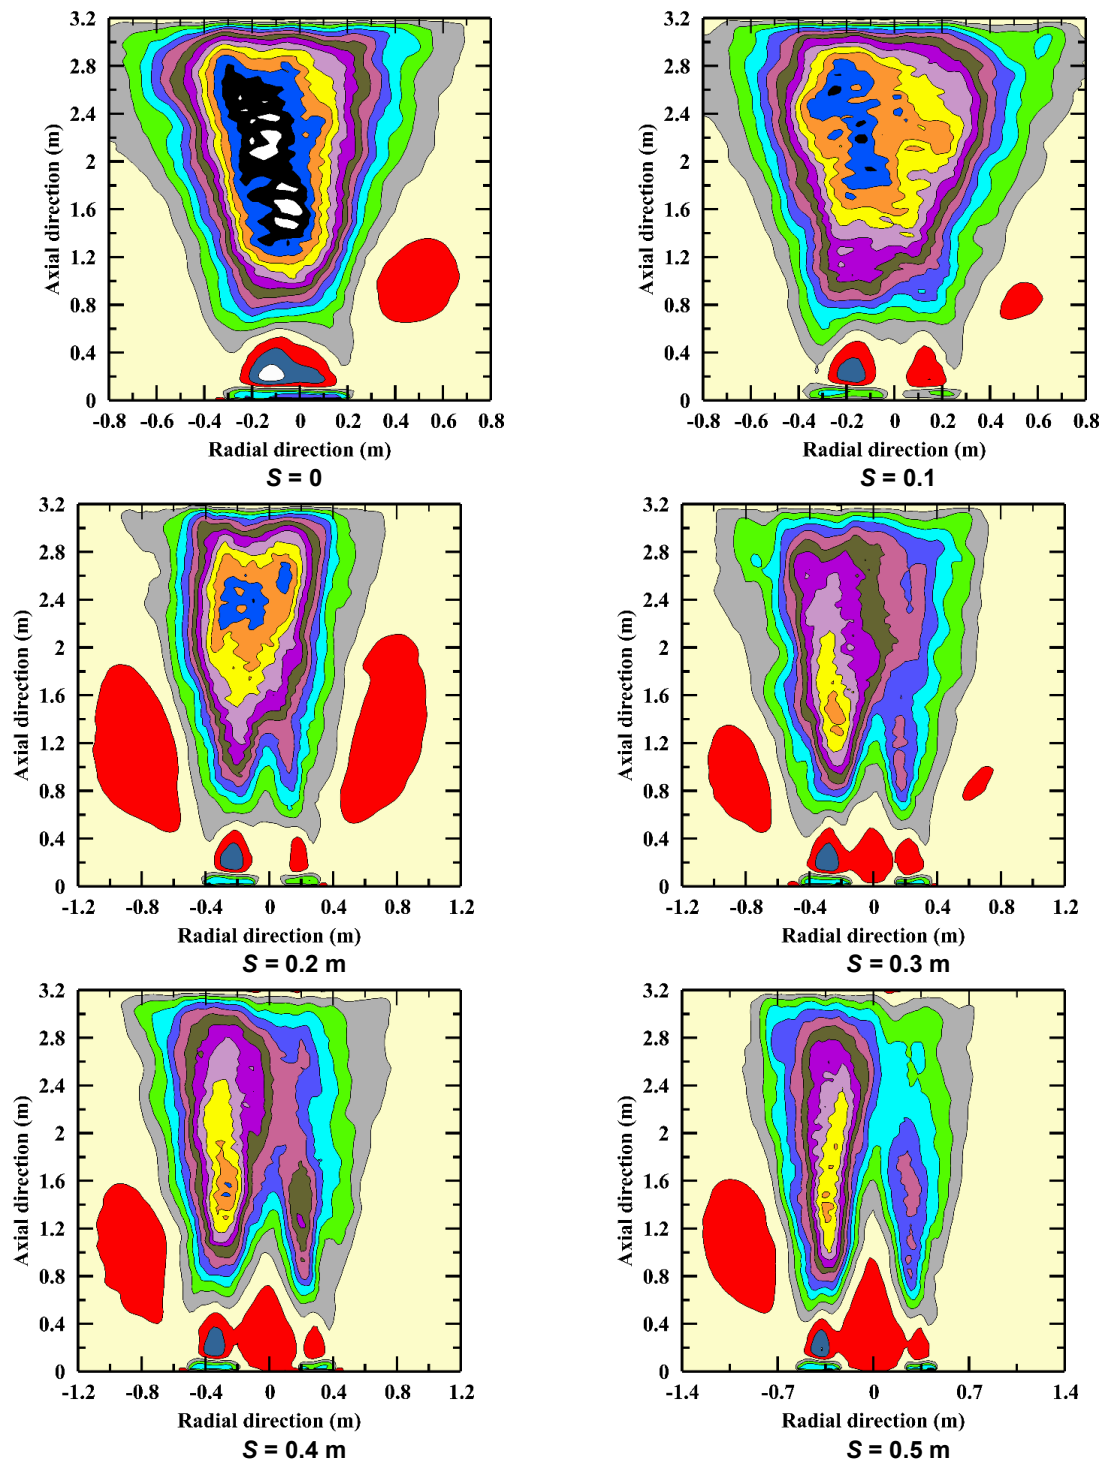 3.2
2.8
2.4
2
1.6
1.2
0.8
0.4
0
Axial direction (m)
-0.8 -0.6 -0.4 -0.2 0 0.2 0.4 0.6 0.8
Radial direction (m)
S = 0
3.2
2.8
2.4
2
1.6
1.2
0.8
0.4
0
Axial direction (m)
-0.8 -0.6 -0.4 -0.2 0 0.2 0.4 0.6 0.8
Radial direction (m)
S = 0.1
3.2
2.8
2.4
2
1.6
1.2
0.8
0.4
0
Axial direction (m)
-1.2 -0.8 -0.4 0 0.4 0.8 1.2
Radial direction (m)
S = 0.2 m
3.2
2.8
2.4
2
1.6
1.2
0.8
0.4
0
Axial direction (m)
-1.2 -0.8 -0.4 0 0.4 0.8 1.2
Radial direction (m)
S = 0.3 m
3.2
2.8
2.4
2
1.6
1.2
0.8
0.4
0
Axial direction (m)
-1.2 -0.8 -0.4 0 0.4 0.8 1.2
Radial direction (m)
S = 0.4 m
3.2
2.8
2.4
2
1.6
1.2
0.8
0.4
0
Axial direction (m)
-1.4 -0.7 0 0.7 1.4
Radial direction (m)
S = 0.5 m